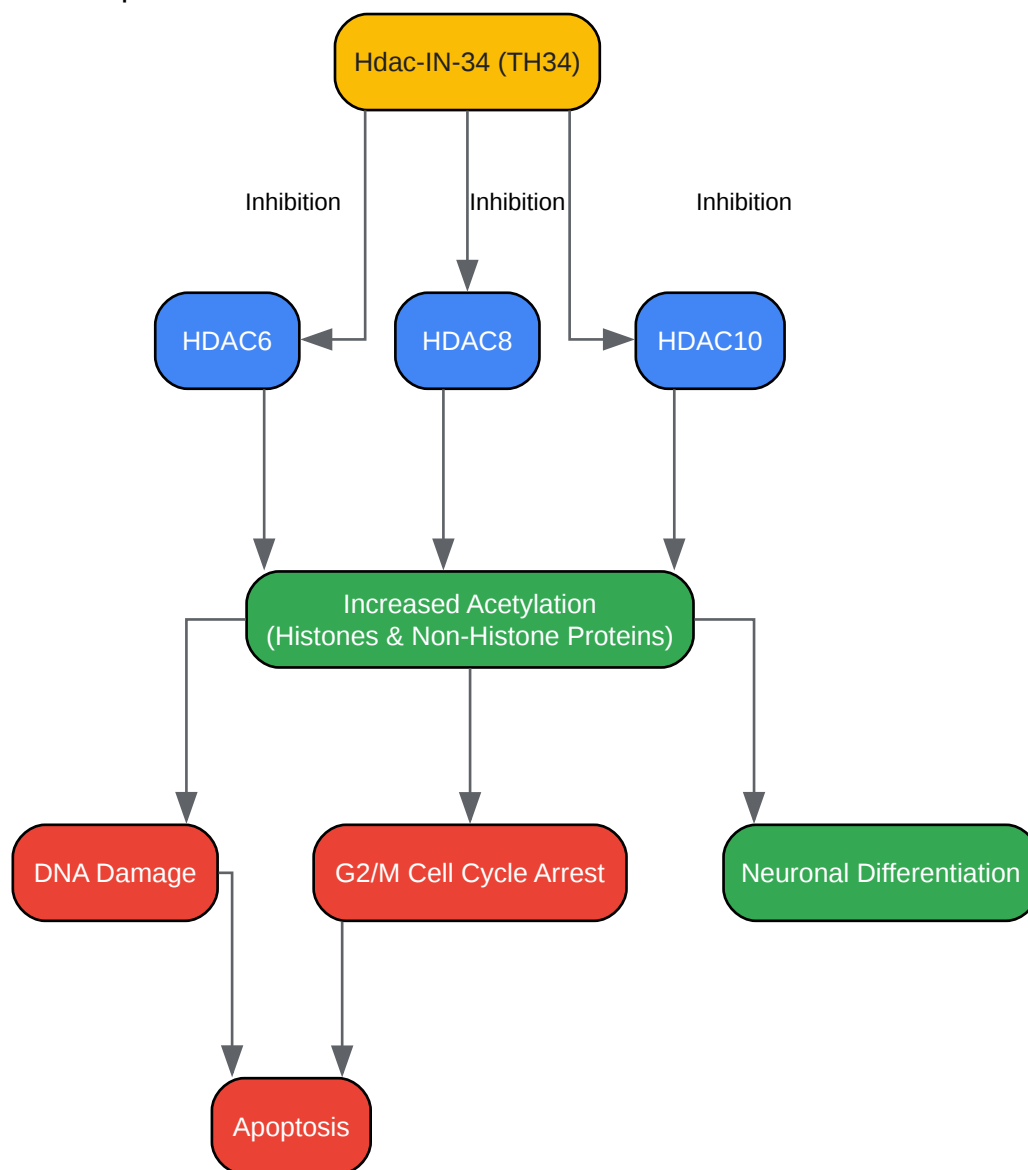 Hdac-IN-34 (TH34)
Inhibition
Inhibition
Inhibition
HDAC6
HDAC8
HDAC10
Increased Acetylation
(Histones & Non-Histone Proteins)
DNA Damage
G2/M Cell Cycle Arrest
Neuronal Differentiation
Apoptosis